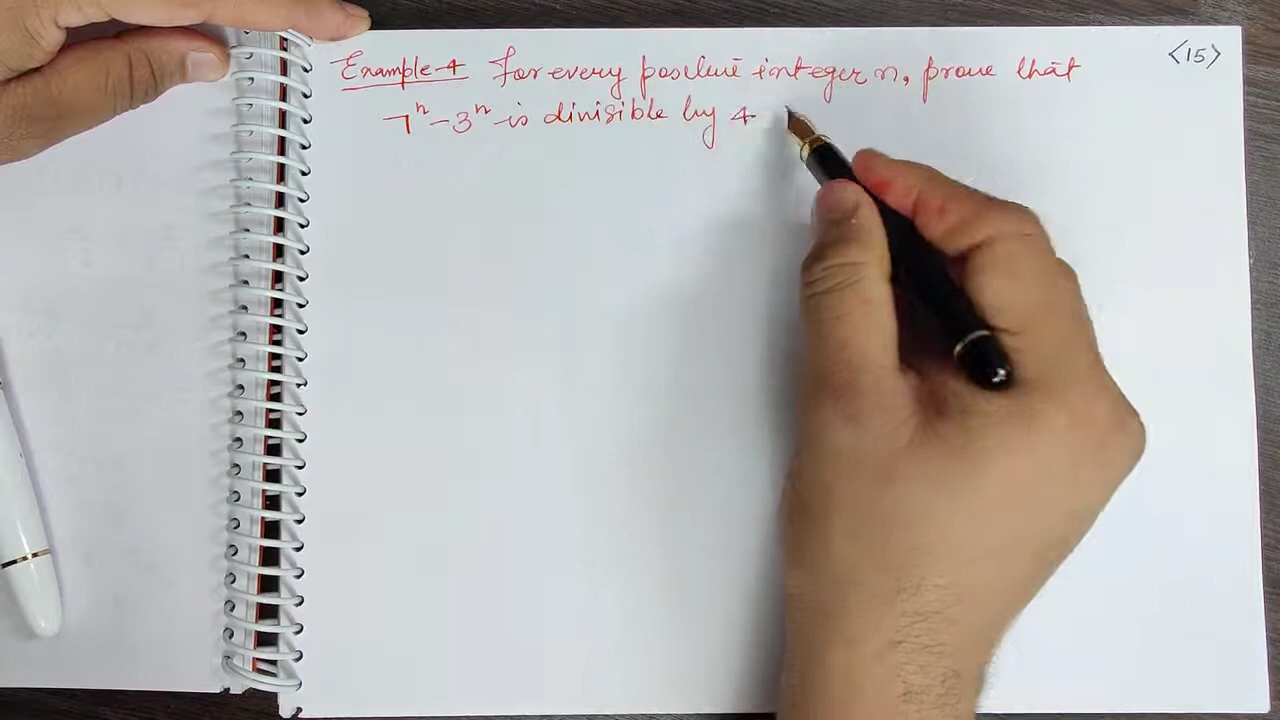 Example-4 For every positive integer n, prove that
7ⁿ-3ⁿ is divisible by 4
<15>